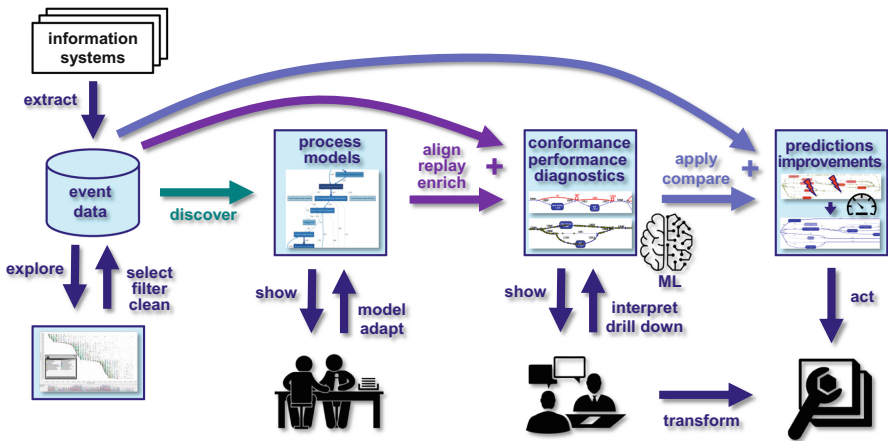 information
systems
extract
event
data
discover
explore
select
filter
clean
process
models
align
replay
enrich
+
show
model
adapt
conformance
performance
diagnostics
ML
show
interpret
drill down
apply
compare
+
predictions
improvements
act
transform